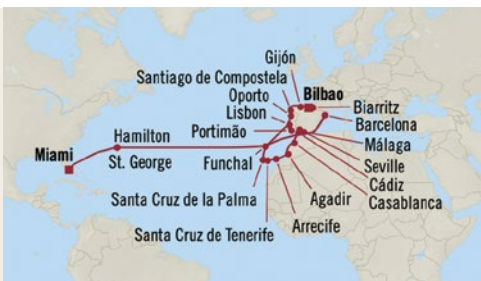 Gijón
Santiago de Compostela
Oporto
Bilbao
Lisbon
Biarritz
Portimão
Barcelona
Hamilton
Málaga
Miami
St. George
Funchal
Seville
Cádiz
Santa Cruz de la Palma
Agadir
Casablanca
Santa Cruz de Tenerife
Arrecife